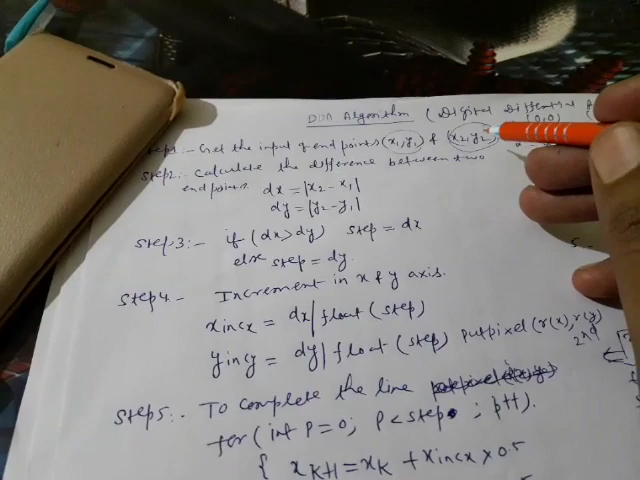 DDA Algorithm ( Digital Differential
(0,0)
Step1:- Get the input of end points (x1,y1) & (x2,y2)
Step2:- Calculate the difference between two
end points. dx = |x2 - x1|
dy = |y2 - y1|
Step3:- if (dx>dy) step = dx
else step = dy.
Step4- Increment in x & y axis.
xincx = dx/float (step)
yincy = dy/float (step) Putpixel (r(x), r(y)
Step5:- To complete the line
for (int P=0; P<step; p++).
{ xK+1 = xK + xincx x 0.5